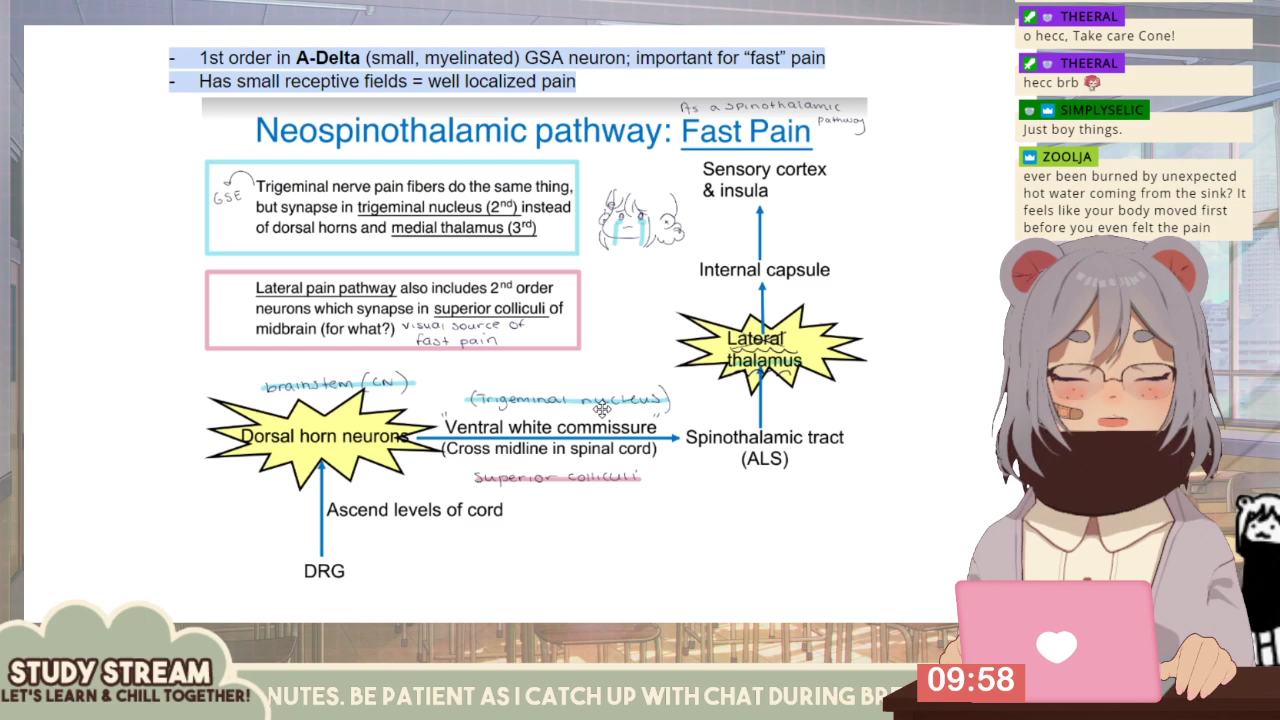 - 1st order in A-Delta (small, myelinated) GSA neuron; important for “fast” pain
- Has small receptive fields = well localized pain
As a spinothalamic
pathway
Neospinothalamic pathway: Fast Pain
GSE
Trigeminal nerve pain fibers do the same thing,
but synapse in trigeminal nucleus (2nd) instead
of dorsal horns and medial thalamus (3rd)
Lateral pain pathway also includes 2nd order
neurons which synapse in superior colliculi of
midbrain (for what?) visual source of
fast pain
Sensory cortex
& insula
Internal capsule
Lateral
thalamus
brainstem (CN)
(Trigeminal nucleus)
Dorsal horn neurons
"Ventral white commissure"
(Cross midline in spinal cord)
Superior colliculi
Spinothalamic tract
(ALS)
Ascend levels of cord
DRG
THEERAL
o hecc, Take care Cone!
THEERAL
hecc brb
SIMPLYSELIC
Just boy things.
ZOOLJA
ever been burned by unexpected
hot water coming from the sink? It
feels like your body moved first
before you even felt the pain
STUDY STREAM
LET'S LEARN & CHILL TOGETHER!
NUTES. BE PATIENT AS I CATCH UP WITH CHAT DURING BRE
09:58